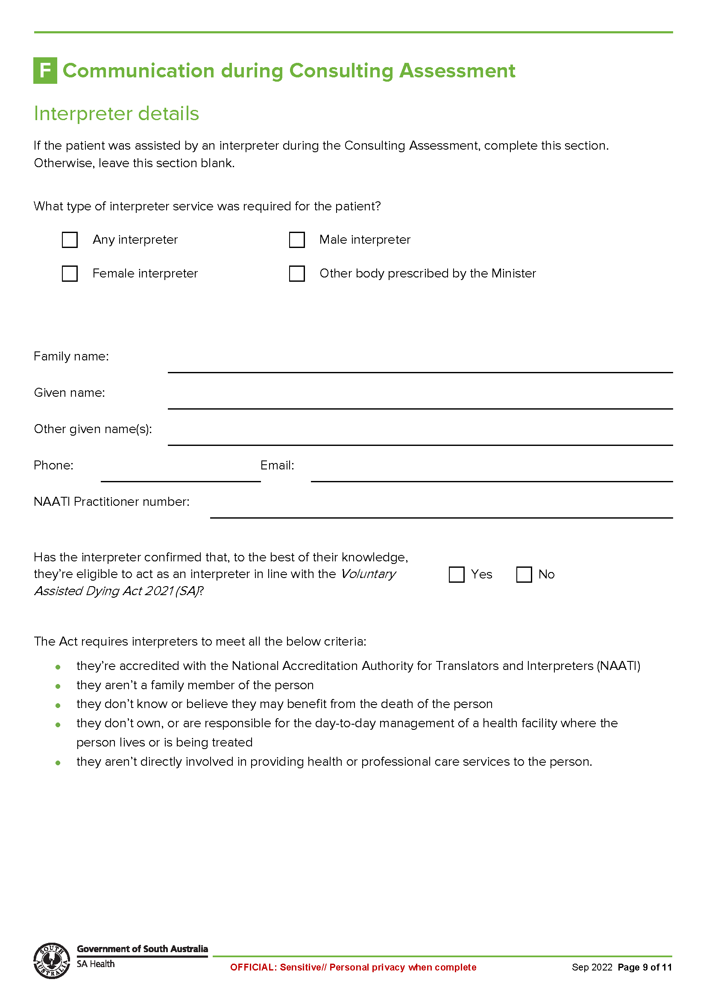 F Communication during Consulting Assessment
Interpreter details
If the patient was assisted by an interpreter during the Consulting Assessment, complete this section.
Otherwise, leave this section blank.
What type of interpreter service was required for the patient?
Any interpreter
Male interpreter
Female interpreter
Other body prescribed by the Minister
Family name:
Given name:
Other given name(s):
Phone:
Email:
NAATI Practitioner number:
Has the interpreter confirmed that, to the best of their knowledge,
they’re eligible to act as an interpreter in line with the Voluntary
Assisted Dying Act 2021 (SA)?
Yes
No
The Act requires interpreters to meet all the below criteria:
• they’re accredited with the National Accreditation Authority for Translators and Interpreters (NAATI)
• they aren’t a family member of the person
• they don’t know or believe they may benefit from the death of the person
• they don’t own, or are responsible for the day-to-day management of a health facility where the
person lives or is being treated
• they aren’t directly involved in providing health or professional care services to the person.
SOUTH AUSTRALIA
Government of South Australia
SA Health
OFFICIAL: Sensitive// Personal privacy when complete
Sep 2022 Page 9 of 11